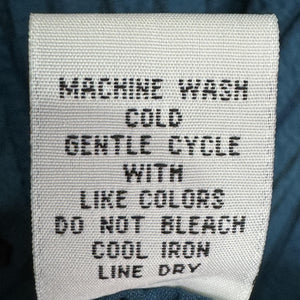 MACHINE WASH
COLD
GENTLE CYCLE
WITH
LIKE COLORS
DO NOT BLEACH
COOL IRON
LINE DRY